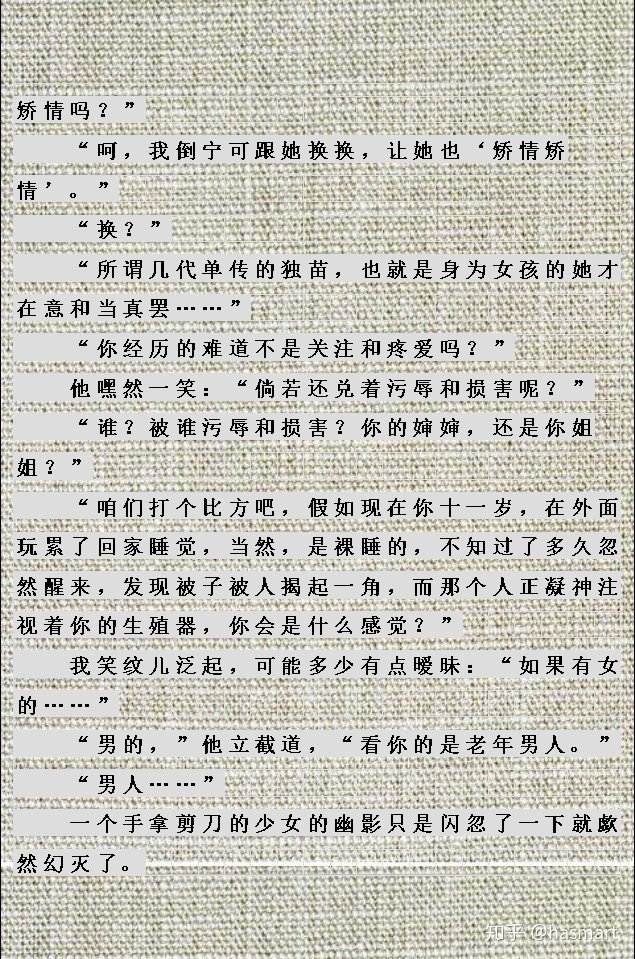 矫情吗？”
“呵，我倒宁可跟她换换，让她也‘矫情矫
情’。”
“换？”
“所谓几代单传的独苗，也就是身为女孩的她才
在意和当真罢……”
“你经历的难道不是关注和疼爱吗？”
他嘿然一笑：“倘若还兑着污辱和损害呢？”
“谁？被谁污辱和损害？你的婶婶，还是你姐
姐？”
“咱们打个比方吧，假如现在你十一岁，在外面
玩累了回家睡觉，当然，是裸睡的，不知过了多久忽
然醒来，发现被子被人揭起一角，而那个人正凝神注
视着你的生殖器，你会是什么感觉？”
我笑纹儿泛起，可能多少有点暧昧：“如果有女
的……”
“男的，”他立截道，“看你的是老年男人。”
“男人……”
一个手拿剪刀的少女的幽影只是闪忽了一下就歔
然幻灭了。
知乎 @hasmart